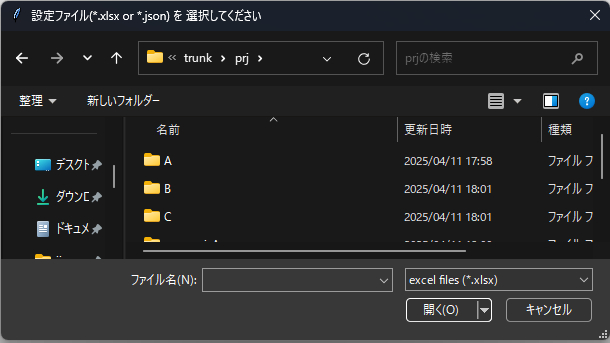 設定ファイル(*.xlsx or *.json) を 選択してください
« trunk › prj ›
prjの検索
整理
新しいフォルダー
名前 更新日時 種類
デスクト
A 2025/04/11 17:58 ファイル フ
ダウンロ
B 2025/04/11 18:01 ファイル フ
ドキュメ
C 2025/04/11 18:01 ファイル フ
ファイル名(N):
excel files (*.xlsx)
開く(O)
キャンセル